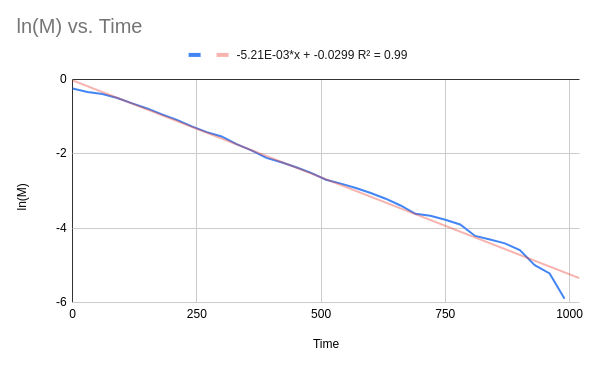 ln(M) vs. Time
-5.21E-03*x + -0.0299 R² = 0.99
0
-2
-4
-6
ln(M)
0 250 500 750 1000
Time